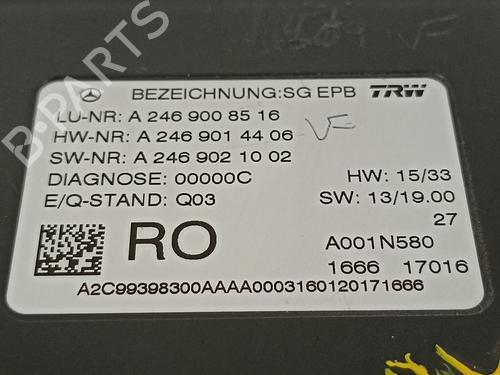 BEZEICHNUNG:SG EPB TRW
LU-NR: A 246 900 85 16
HW-NR: A 246 901 44 06
SW-NR: A 246 902 10 02
DIAGNOSE: 00000C HW: 15/33
E/Q-STAND: Q03 SW: 13/19.00
27
RO A001N580
1666 17016
A2C99398300AAAA0003160120171666
B-PARTS